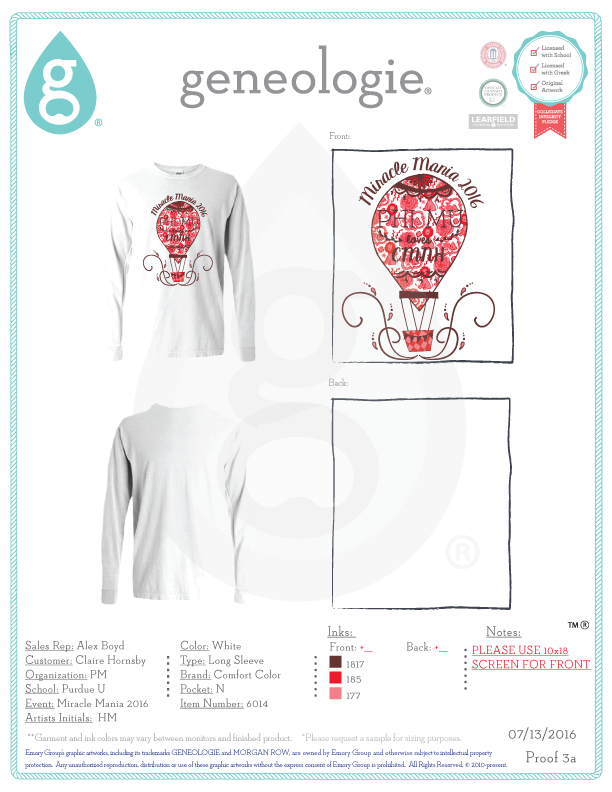 g
®
geneologie®
LEARFIELD
Licensed
with School
Licensed
with Greek
Original
Artwork
COLLEGIATE
INTEGRITY
PLEDGE
Front:
Miracle Mania 2016
PHI MU
loves
CMNH
Miracle Mania 2016
PHI MU
loves
CMNH
Back:
®
TM ®
Sales Rep: Alex Boyd
Customer: Claire Hornsby
Organization: PM
School: Purdue U
Event: Miracle Mania 2016
Artists Initials: HM
Color: White
Type: Long Sleeve
Brand: Comfort Color
Pocket: N
Item Number: 6014
Inks:
Front: +__
Back: +__
1817
185
177
Notes:
PLEASE USE 10x18
SCREEN FOR FRONT
**Garment and ink colors may vary between monitors and finished product. *Please request a sample for sizing purposes.
07/13/2016
Emory Group's graphic artworks, including its trademarks GENEOLOGIE and MORGAN ROW, are owned by Emory Group and otherwise subject to intellectual property
protection. Any unauthorized reproduction, distribution or use of these graphic artworks without the express consent of Emory Group is prohibited. All Rights Reserved. © 2010-present.
Proof 3a